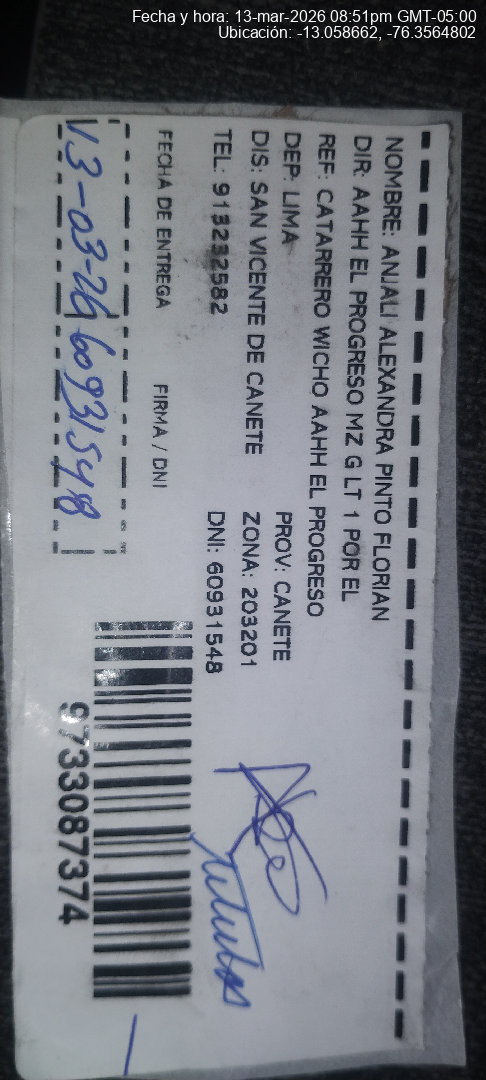 Fecha y hora: 13-mar-2026 08:51pm GMT-05:00
Ubicación: -13.058662, -76.3564802
NOMBRE: ANJALI ALEXANDRA PINTO FLORIAN
DIR: AAHH EL PROGRESO MZ G LT 1 POR EL
REF: CATARRERO WICHO AAHH EL PROGRESO
DEP: LIMA PROV: CANETE
DIS: SAN VICENTE DE CANETE ZONA: 203201
TEL: 913232582 DNI: 60931548
FECHA DE ENTREGA FIRMA / DNI
13-03-26 60931548
Titular
9733087374